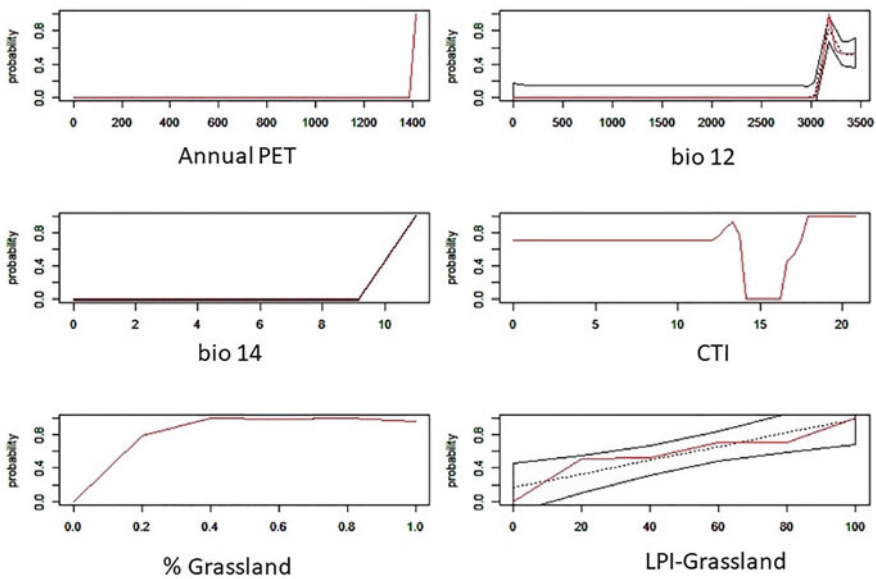 probability
0.0 0.4 0.8
0 200 400 600 800 1000 1200 1400
Annual PET
probability
0.0 0.4 0.8
0 500 1000 1500 2000 2500 3000 3500
bio 12
probability
0.0 0.4 0.8
0 2 4 6 8 10
bio 14
probability
0.0 0.4 0.8
0 5 10 15 20
CTI
probability
0.0 0.4 0.8
0.0 0.2 0.4 0.6 0.8 1.0
% Grassland
probability
0.0 0.4 0.8
0 20 40 60 80 100
LPI-Grassland